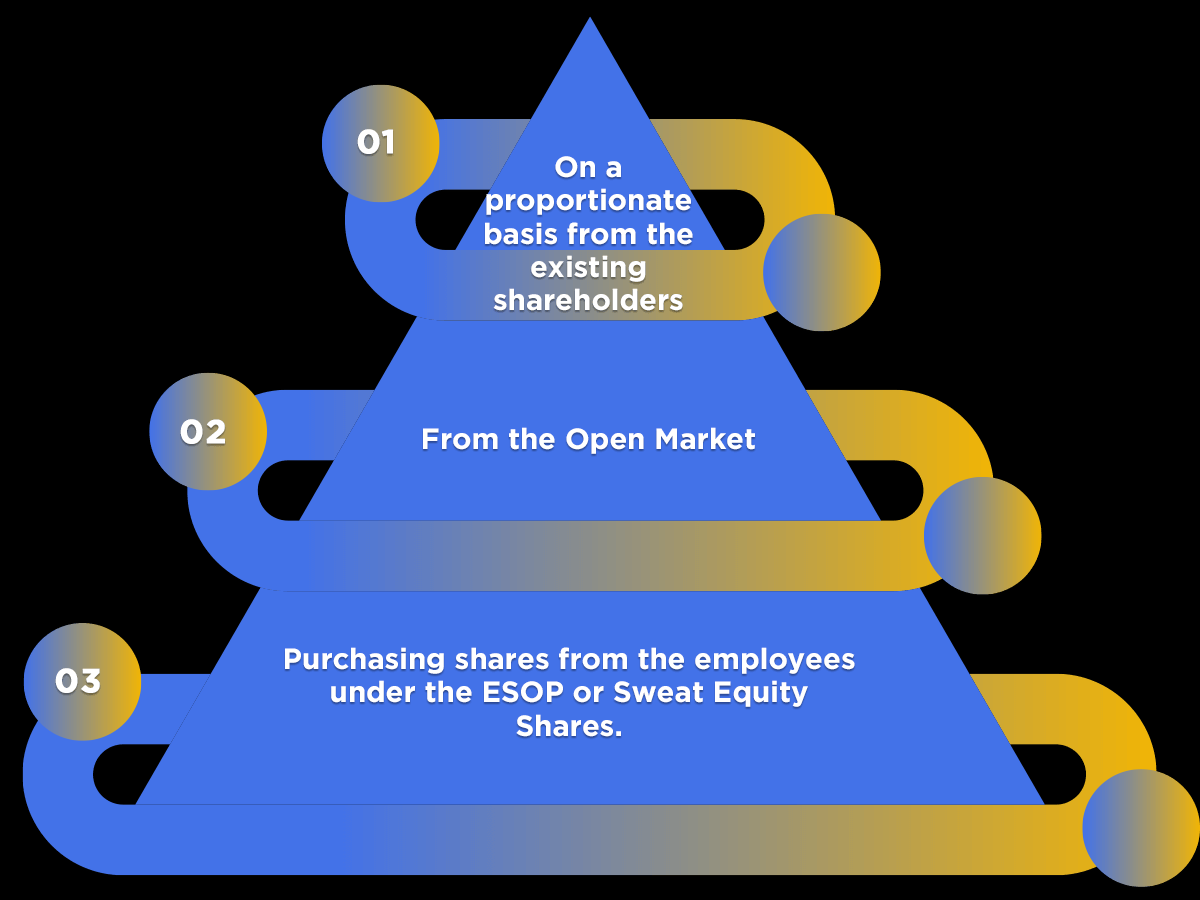 01
On a
proportionate
basis from the
existing
shareholders
02
From the Open Market
03
Purchasing shares from the employees
under the ESOP or Sweat Equity
Shares.